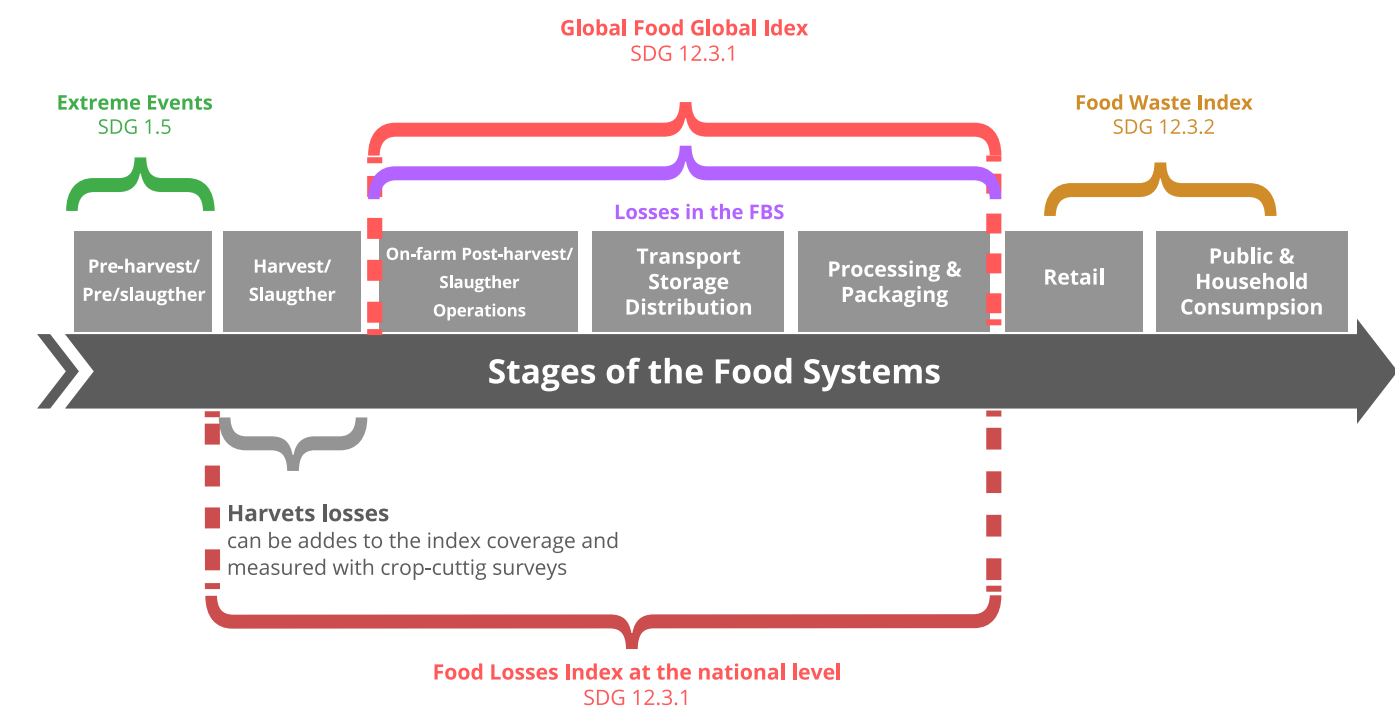 Global Food Global Idex
SDG 12.3.1
Extreme Events
SDG 1.5
Food Waste Index
SDG 12.3.2
Losses in the FBS
Pre-harvest/
Pre/slaugther
Harvest/
Slaugther
On-farm Post-harvest/
Slaugther
Operations
Transport
Storage
Distribution
Processing &
Packaging
Retail
Public &
Household
Consumpsion
Stages of the Food Systems
Harvets losses
can be addes to the index coverage and
measured with crop-cuttig surveys
Food Losses Index at the national level
SDG 12.3.1